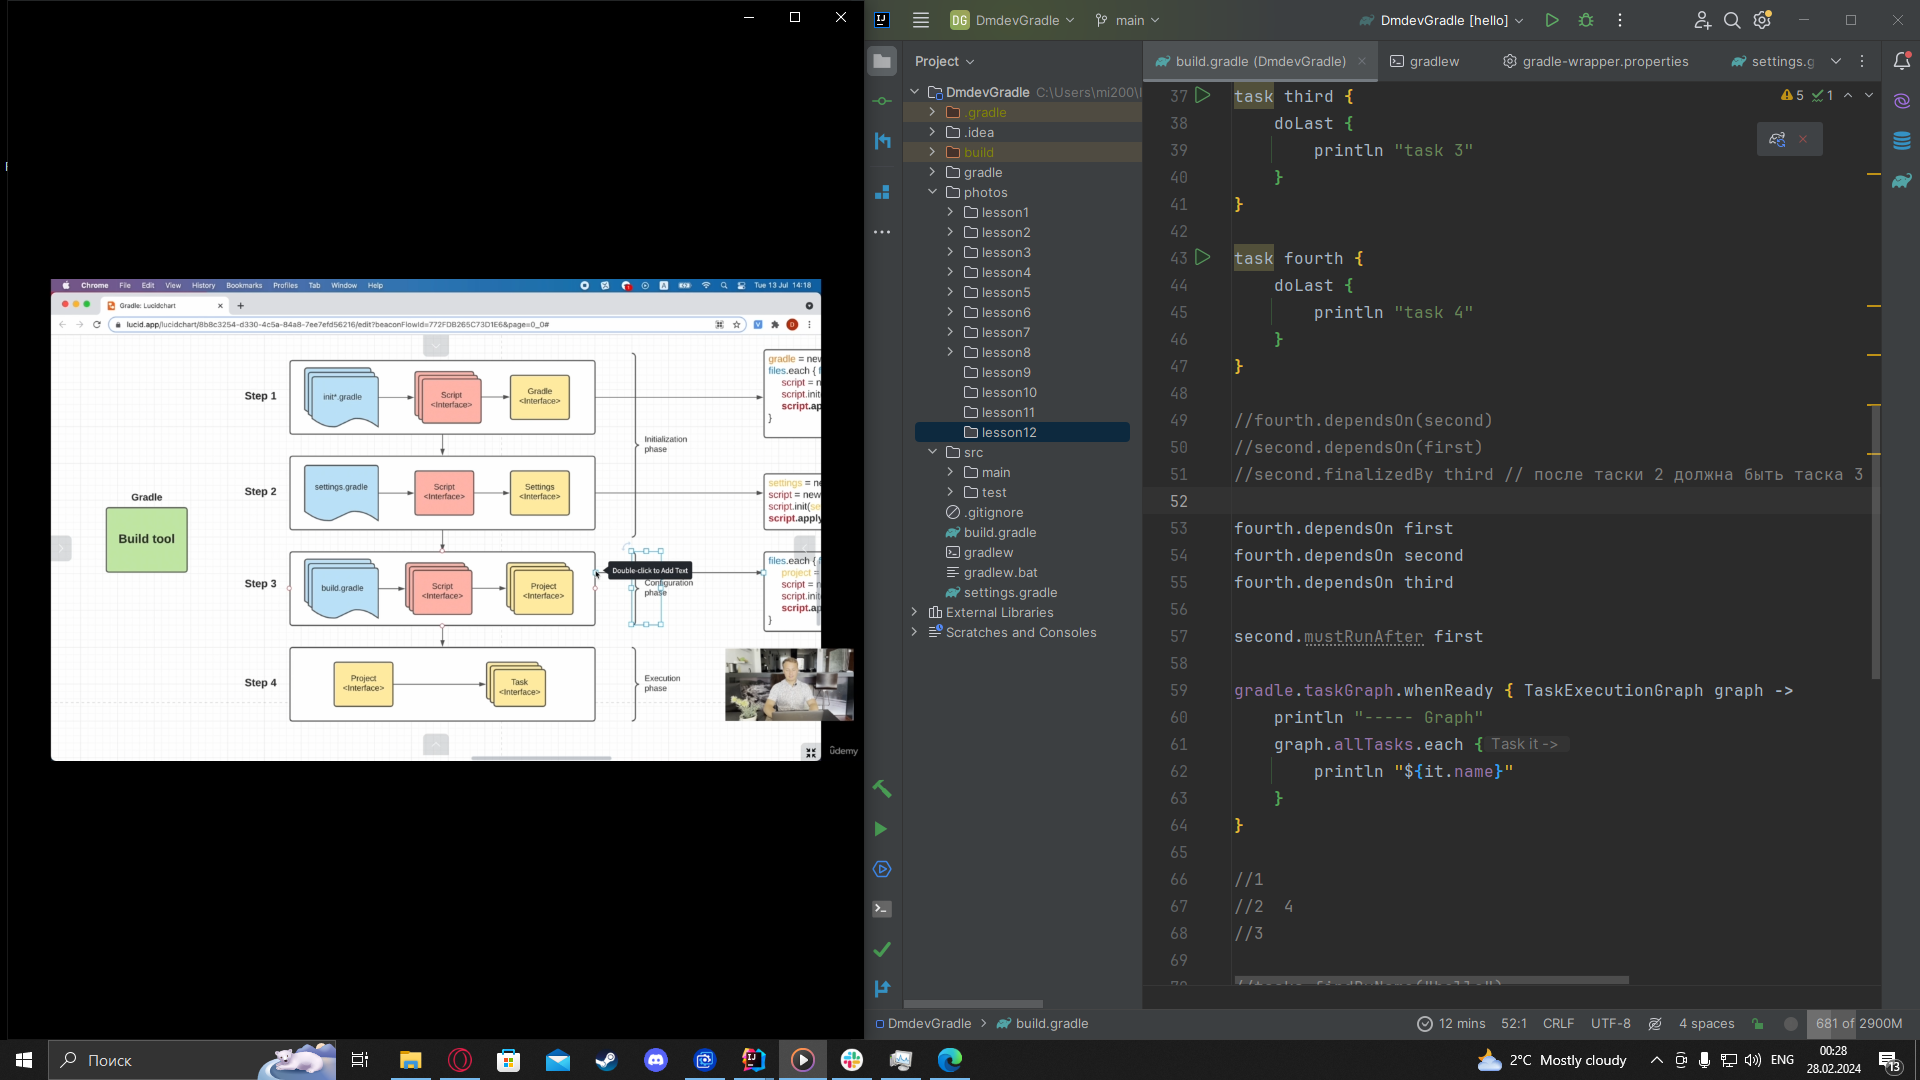 Chrome File Edit View History Bookmarks Profiles Tab Window Help
Tue 13 Jul 14:18
Gradle: Lucidchart
lucid.app/lucidchart/8b8c3254-d330-4c5a-84a8-7ee7efd56216/edit?beaconFlowId=772FDB265C73D1E6&page=0_0#
Gradle
Build tool
Step 1
init*.gradle
Script
<Interface>
Gradle
<Interface>
Initialization
phase
gradle = new
files.each { f
script = n
script.init
script.ap
}
Step 2
settings.gradle
Script
<Interface>
Settings
<Interface>
settings = ne
script = new
script.init(se
script.apply
Step 3
build.gradle
Script
<Interface>
Project
<Interface>
Double-click to Add Text
Configuration
phase
files.each {
project =
script = n
script.ini
script.ap
}
Step 4
Project
<Interface>
Task
<Interface>
Execution
phase
ûdemy
IJ
DG DmdevGradle
main
DmdevGradle [hello]
Project
build.gradle (DmdevGradle)
gradlew
gradle-wrapper.properties
settings.g
DmdevGradle C:\Users\mi200\
.gradle
.idea
build
gradle
photos
lesson1
lesson2
lesson3
lesson4
lesson5
lesson6
lesson7
lesson8
lesson9
lesson10
lesson11
lesson12
src
main
test
.gitignore
build.gradle
gradlew
gradlew.bat
settings.gradle
External Libraries
Scratches and Consoles
5 1
37 task third {
38 doLast {
39 println "task 3"
40 }
41 }
42
43 task fourth {
44 doLast {
45 println "task 4"
46 }
47 }
48
49 //fourth.dependsOn(second)
50 //second.dependsOn(first)
51 //second.finalizedBy third // после таски 2 должна быть таска 3
52
53 fourth.dependsOn first
54 fourth.dependsOn second
55 fourth.dependsOn third
56
57 second.mustRunAfter first
58
59 gradle.taskGraph.whenReady { TaskExecutionGraph graph ->
60 println "----- Graph"
61 graph.allTasks.each { Task it ->
62 println "${it.name}"
63 }
64 }
65
66 //1
67 //2 4
68 //3
69
DmdevGradle > build.gradle
12 mins 52:1 CRLF UTF-8 4 spaces 681 of 2900M
Поиск
2°C Mostly cloudy
ENG
00:28
28.02.2024
13